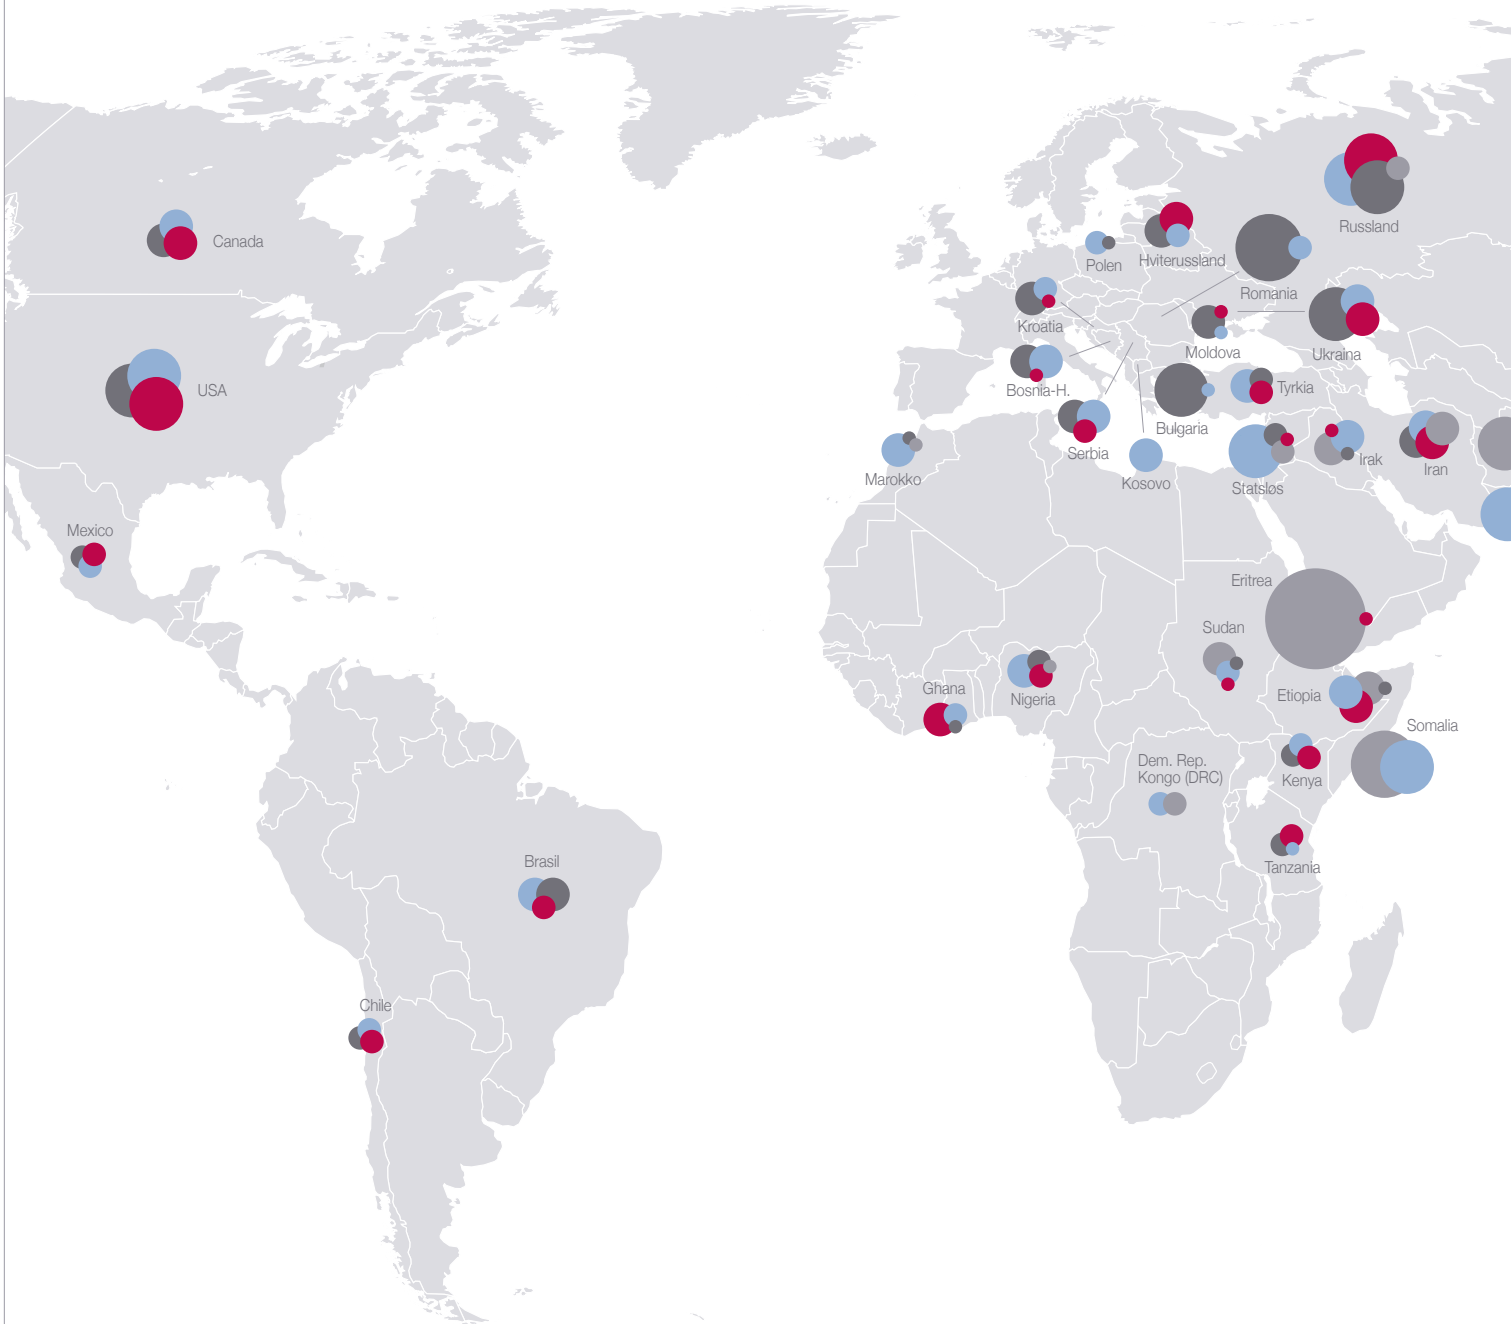 Russland
Canada
Polen
Hviterussland
Romania
Kroatia
Moldova
Ukraina
USA
Bosnia-H.
Tyrkia
Bulgaria
Serbia
Irak
Iran
Marokko
Kosovo
Statsløs
Mexico
Eritrea
Sudan
Ghana
Nigeria
Etiopia
Somalia
Dem. Rep.
Kongo (DRC)
Kenya
Brasil
Tanzania
Chile